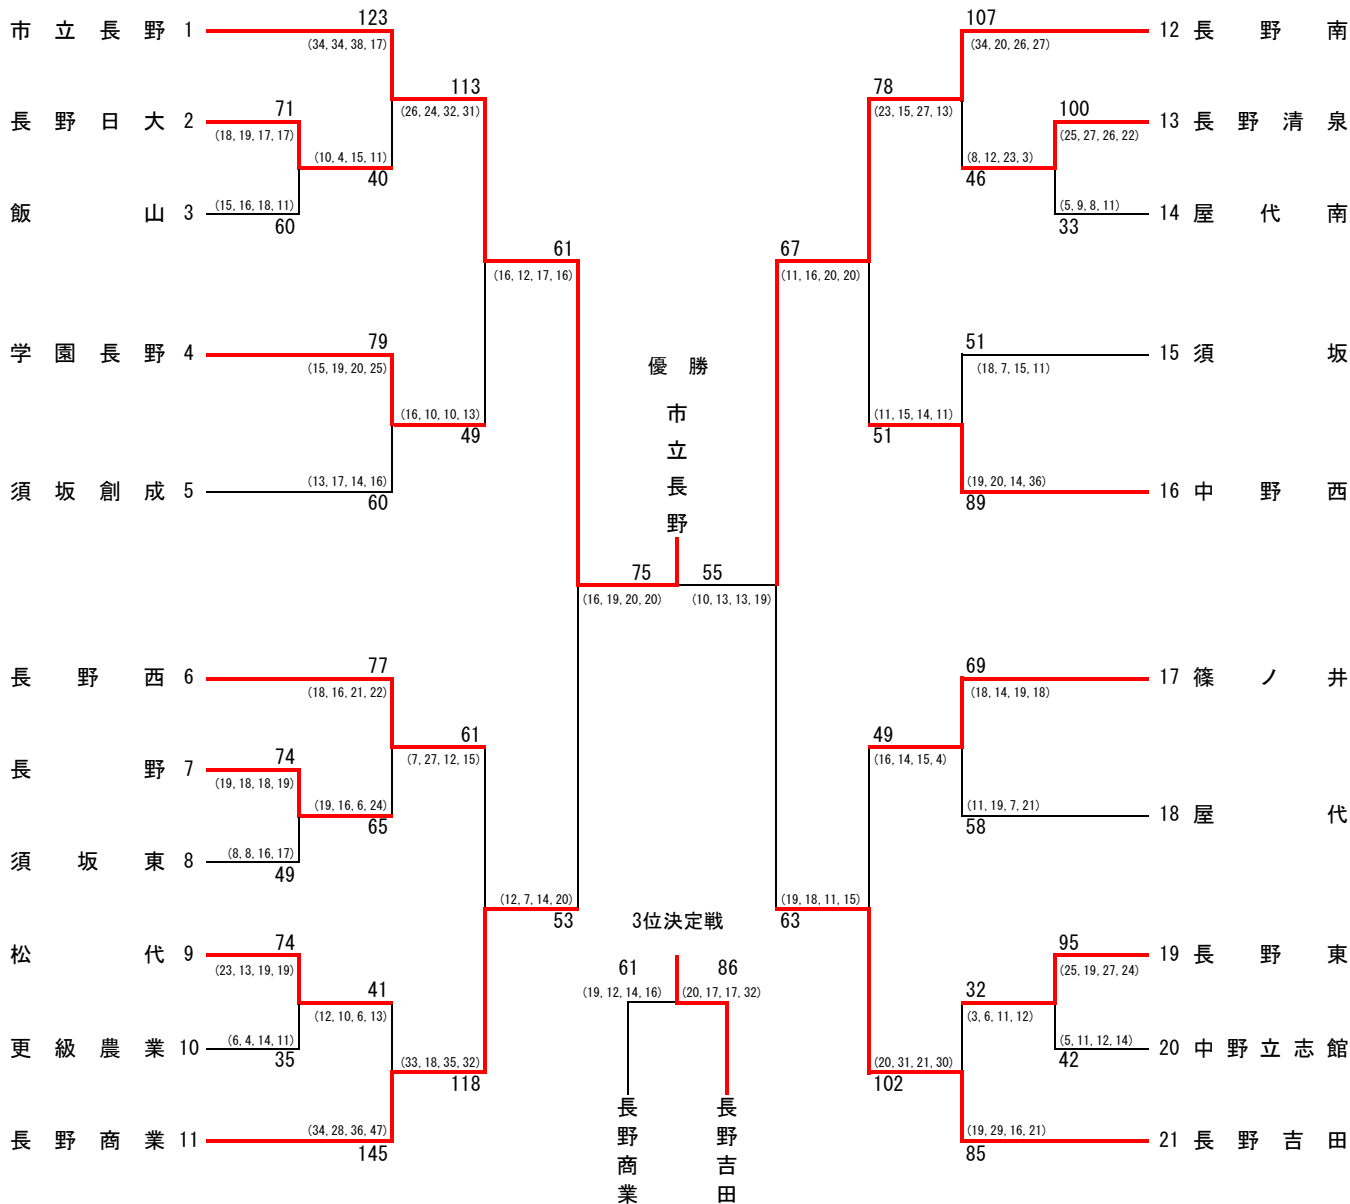 123 107
市立長野 1 12 長野南
(34, 34, 38, 17) (34, 20, 26, 27)
113 78
71 (26, 24, 32, 31) (23, 15, 27, 13) 100
長野日大 2 13 長野清泉
(18, 19, 17, 17) (25, 27, 26, 22)
(10, 4, 15, 11) (8, 12, 23, 3)
40 46
飯山 3 (15, 16, 18, 11) (5, 9, 8, 11) 14 屋代南
60 33
61 67
(16, 12, 17, 16) (11, 16, 20, 20)
79 51
学園長野 4 15 須坂
(15, 19, 20, 25) (18, 7, 15, 11)
優勝
市立長野
(16, 10, 10, 13) (11, 15, 14, 11)
49 51
須坂創成 5 (13, 17, 14, 16) (19, 20, 14, 36) 16 中野西
60 89
75 55
(16, 19, 20, 20) (10, 13, 13, 19)
77 69
長野西 6 17 篠ノ井
(18, 16, 21, 22) (18, 14, 19, 18)
61 49
74 (7, 27, 12, 15) (16, 14, 15, 4)
長野 7
(19, 18, 18, 19) (19, 16, 6, 24) (11, 19, 7, 21) 18 屋代
65 58
須坂東 8 (8, 8, 16, 17)
49
(12, 7, 14, 20) (19, 18, 11, 15)
53 3位決定戦 63
74 95
松代 9 19 長野東
(23, 13, 19, 19) (25, 19, 27, 24)
61 86
(19, 12, 14, 16) (20, 17, 17, 32)
41 32
(12, 10, 6, 13) (3, 6, 11, 12)
更級農業 10 (6, 4, 14, 11) (5, 11, 12, 14) 20 中野立志館
35 42
(33, 18, 35, 32) (20, 31, 21, 30)
118 102
長野商業 長野吉田
長野商業 11 (34, 28, 36, 47) (19, 29, 16, 21) 21 長野吉田
145 85